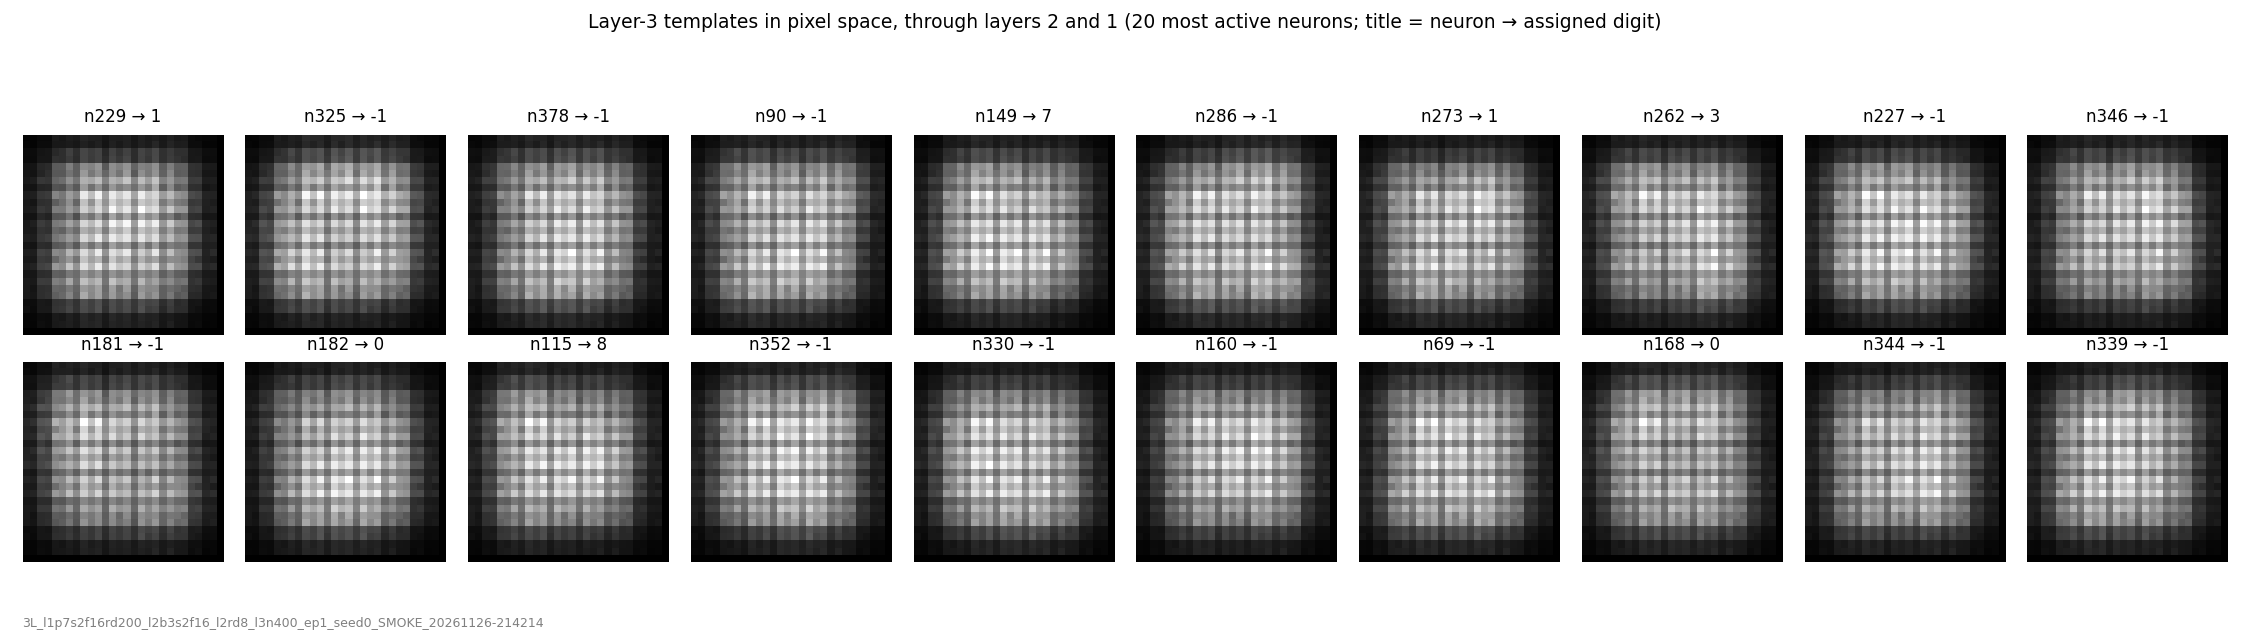 Layer-3 templates in pixel space, through layers 2 and 1 (20 most active neurons; title = neuron → assigned digit)
n229 → 1 n325 → -1 n378 → -1 n90 → -1 n149 → 7 n286 → -1 n273 → 1 n262 → 3 n227 → -1 n346 → -1
n181 → -1 n182 → 0 n115 → 8 n352 → -1 n330 → -1 n160 → -1 n69 → -1 n168 → 0 n344 → -1 n339 → -1
3L_l1p7s2f16rd200_l2b3s2f16_l2rd8_l3n400_ep1_seed0_SMOKE_20261126-214214